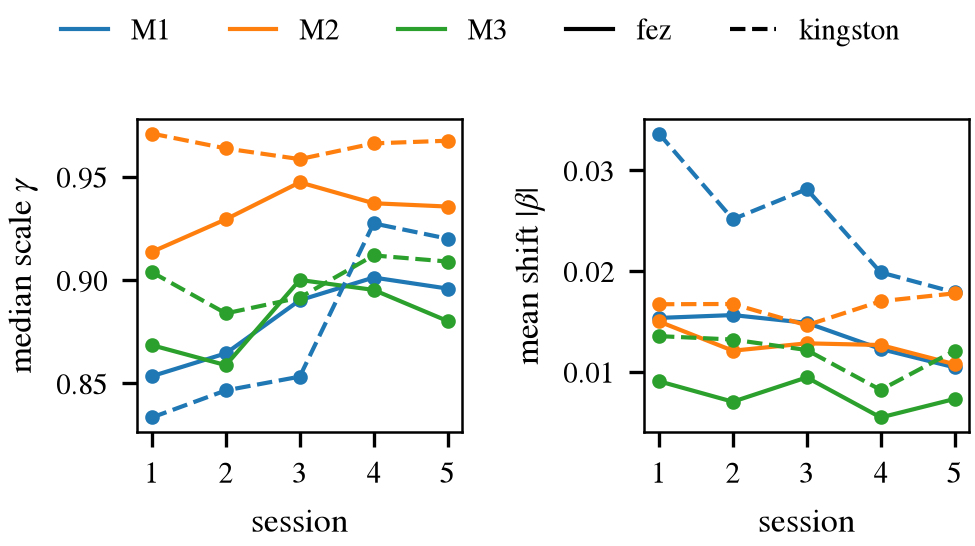 M1 M2 M3 fez kingston
median scale γ
0.95
0.90
0.85
1 2 3 4 5
session
mean shift |β|
0.03
0.02
0.01
1 2 3 4 5
session